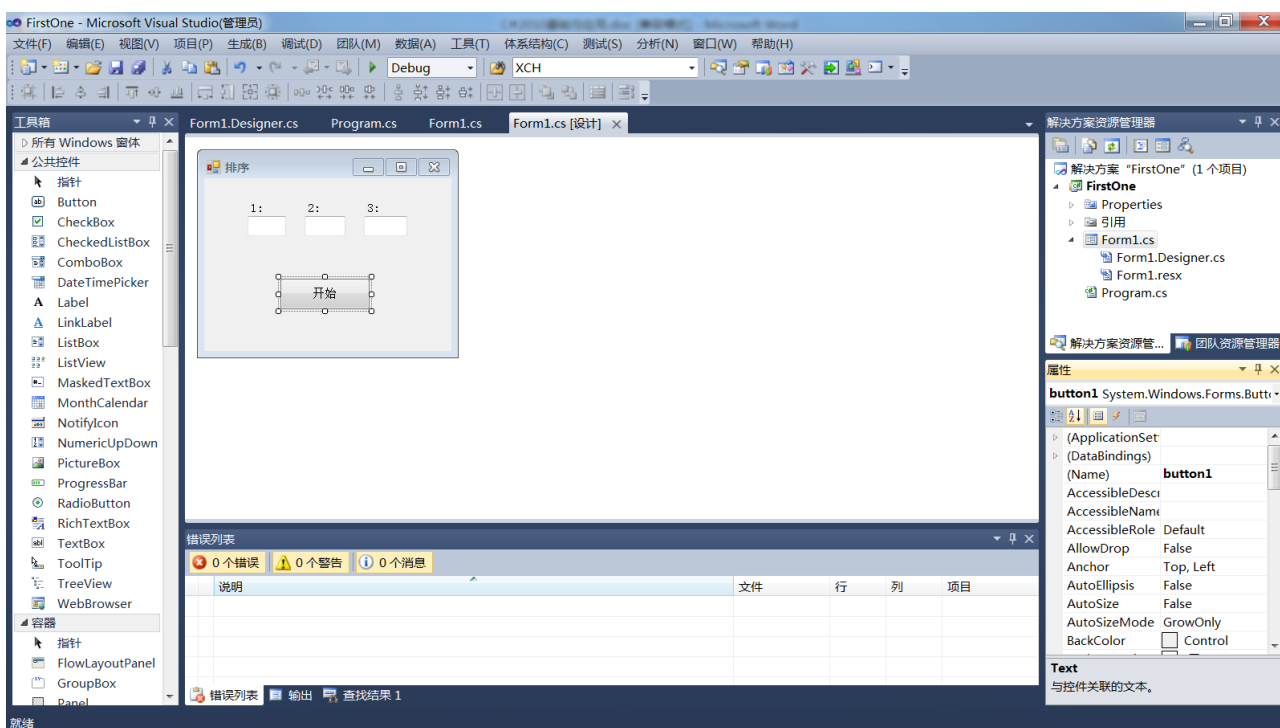 FirstOne - Microsoft Visual Studio(管理员)
文件(F) 编辑(E) 视图(V) 项目(P) 生成(B) 调试(D) 团队(M) 数据(A) 工具(T) 体系结构(C) 测试(S) 分析(N) 窗口(W) 帮助(H)
Debug XCH
工具箱
所有 Windows 窗体
公共控件
指针
Button
CheckBox
CheckedListBox
ComboBox
DateTimePicker
Label
LinkLabel
ListBox
ListView
MaskedTextBox
MonthCalendar
NotifyIcon
NumericUpDown
PictureBox
ProgressBar
RadioButton
RichTextBox
TextBox
ToolTip
TreeView
WebBrowser
容器
指针
FlowLayoutPanel
GroupBox
Panel
Form1.Designer.cs Program.cs Form1.cs Form1.cs [设计]
排序
1: 2: 3:
开始
错误列表
0 个错误 0 个警告 0 个消息
说明 文件 行 列 项目
错误列表 输出 查找结果 1
解决方案资源管理器
解决方案 "FirstOne" (1 个项目)
FirstOne
Properties
引用
Form1.cs
Form1.Designer.cs
Form1.resx
Program.cs
解决方案资源管... 团队资源管理器
属性
button1 System.Windows.Forms.Butt
(ApplicationSet
(DataBindings)
(Name) button1
AccessibleDescr
AccessibleName
AccessibleRole Default
AllowDrop False
Anchor Top, Left
AutoEllipsis False
AutoSize False
AutoSizeMode GrowOnly
BackColor Control
Text
与控件关联的文本。
就绪